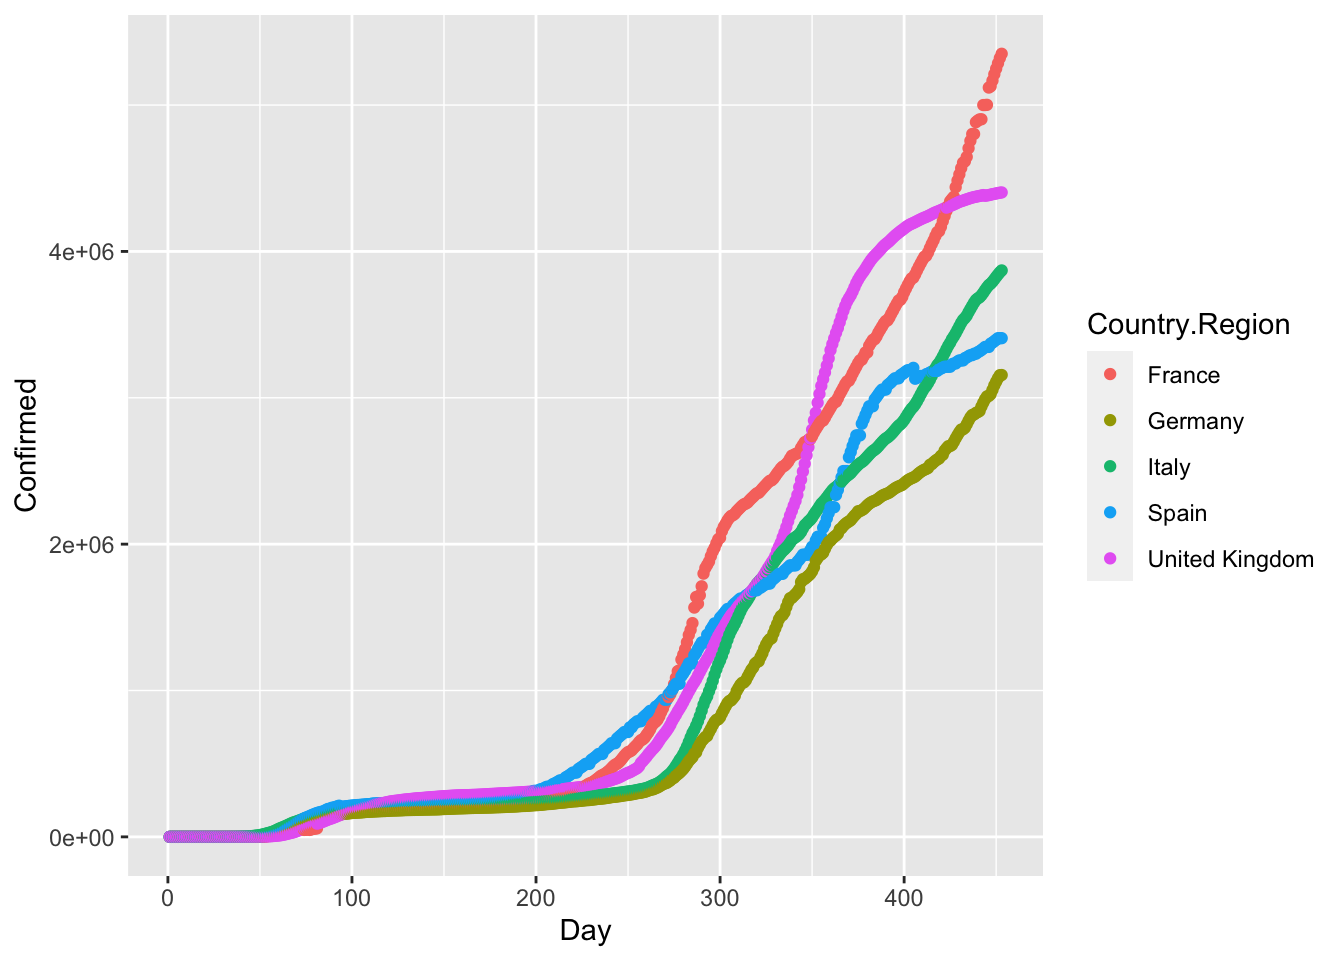 4e+06
2e+06
0e+00
Confirmed
0 100 200 300 400
Day
Country.Region
France
Germany
Italy
Spain
United Kingdom